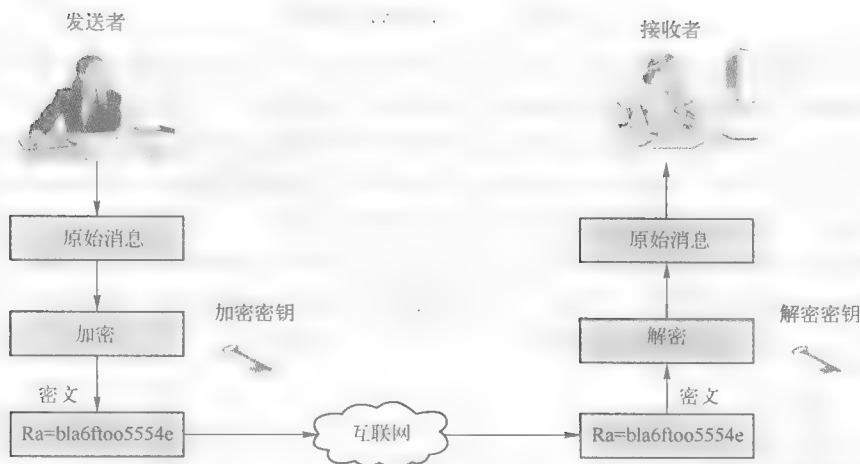 发送者
接收者
原始消息
原始消息
加密密钥
解密密钥
加密
解密
密文
密文
Ra=bla6ftoo5554e
互联网
Ra=bla6ftoo5554e